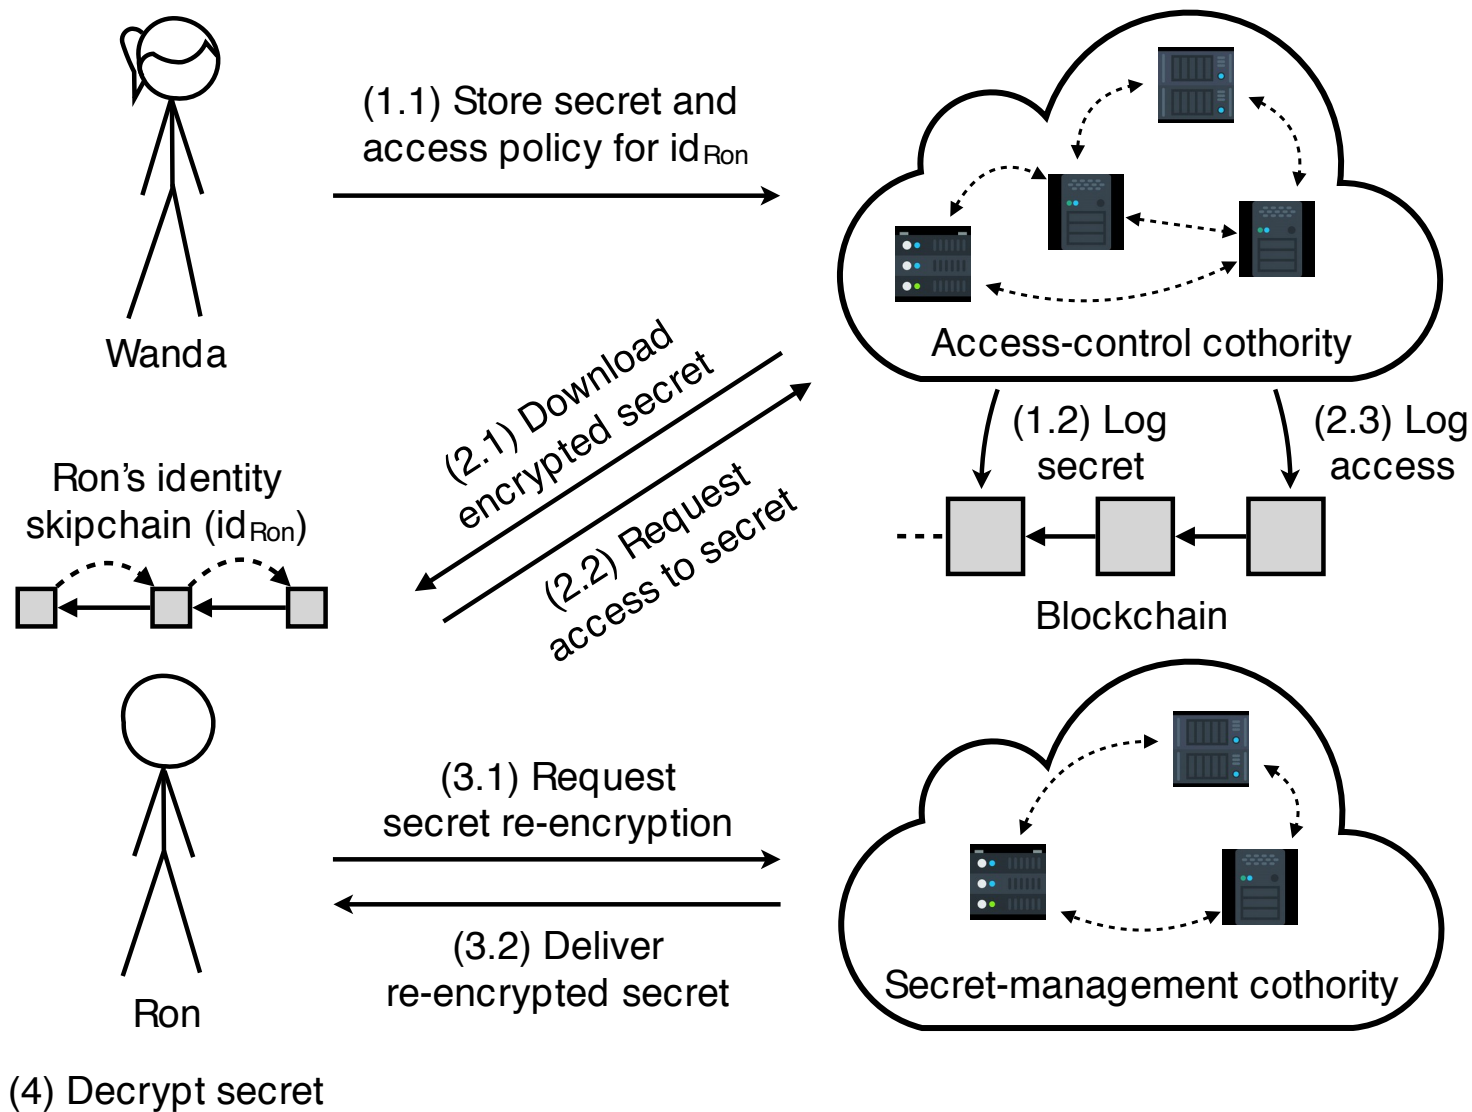 (1.1) Store secret and
access policy for idRon
Wanda
Access-control cothority
(2.1) Download
encrypted secret
(2.2) Request
access to secret
(1.2) Log
secret
(2.3) Log
access
Ron’s identity
skipchain (idRon)
Blockchain
(3.1) Request
secret re-encryption
(3.2) Deliver
re-encrypted secret
Secret-management cothority
Ron
(4) Decrypt secret